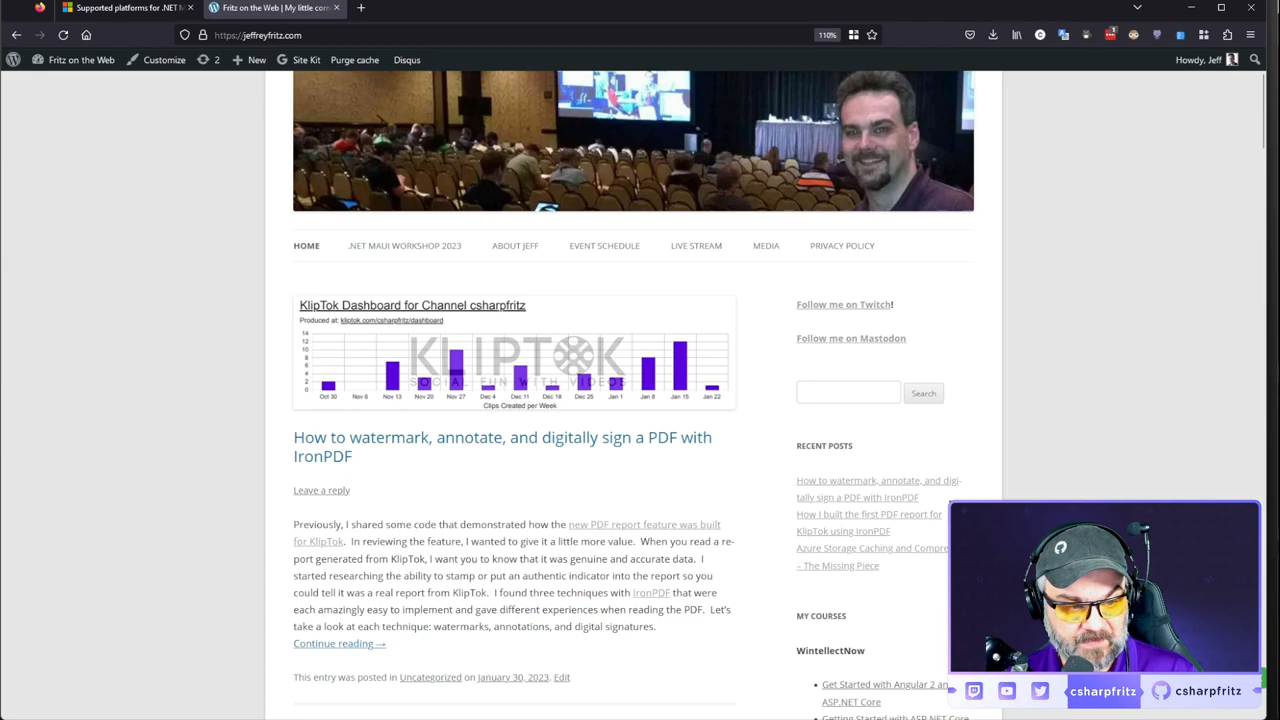 Supported platforms for .NET M
Fritz on the Web | My little corn
https://jeffreyfritz.com
110%
Fritz on the Web
Customize
2
New
Site Kit
Purge cache
Disqus
Howdy, Jeff
HOME
.NET MAUI WORKSHOP 2023
ABOUT JEFF
EVENT SCHEDULE
LIVE STREAM
MEDIA
PRIVACY POLICY
KlipTok Dashboard for Channel csharpfritz
Produced at: kliptok.com/csharpfritz/dashboard
14
12
10
8
6
4
2
0
KLIPTOK
SOCIAL FUN WITH VIDEOS
Oct 30 Nov 6 Nov 13 Nov 20 Nov 27 Dec 4 Dec 11 Dec 18 Dec 25 Jan 1 Jan 8 Jan 15 Jan 22
Clips Created per Week
How to watermark, annotate, and digitally sign a PDF with
IronPDF
Leave a reply
Previously, I shared some code that demonstrated how the new PDF report feature was built
for KlipTok. In reviewing the feature, I wanted to give it a little more value. When you read a re-
port generated from KlipTok, I want you to know that it was genuine and accurate data. I
started researching the ability to stamp or put an authentic indicator into the report so you
could tell it was a real report from KlipTok. I found three techniques with IronPDF that were
each amazingly easy to implement and gave different experiences when reading the PDF. Let's
take a look at each technique: watermarks, annotations, and digital signatures.
Continue reading →
This entry was posted in Uncategorized on January 30, 2023. Edit
Follow me on Twitch!
Follow me on Mastodon
Search
RECENT POSTS
How to watermark, annotate, and digi-
tally sign a PDF with IronPDF
How I built the first PDF report for
KlipTok using IronPDF
Azure Storage Caching and Compre
– The Missing Piece
MY COURSES
WintellectNow
Get Started with Angular 2 an
ASP.NET Core
Getting Started with ASP.NET Core
csharpfritz
csharpfritz